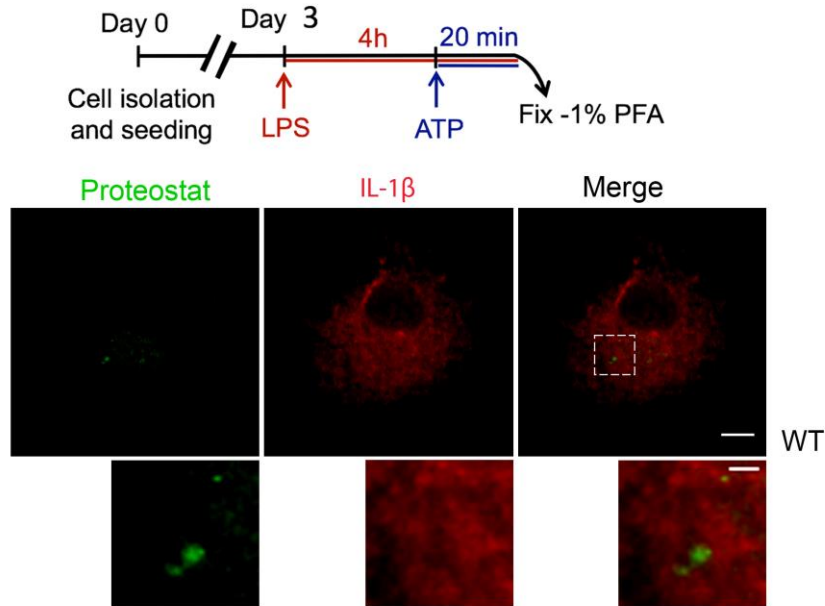 Day 0
Day 3
4h
20 min
Cell isolation
and seeding
LPS
ATP
Fix -1% PFA
Proteostat
IL-1β
Merge
WT